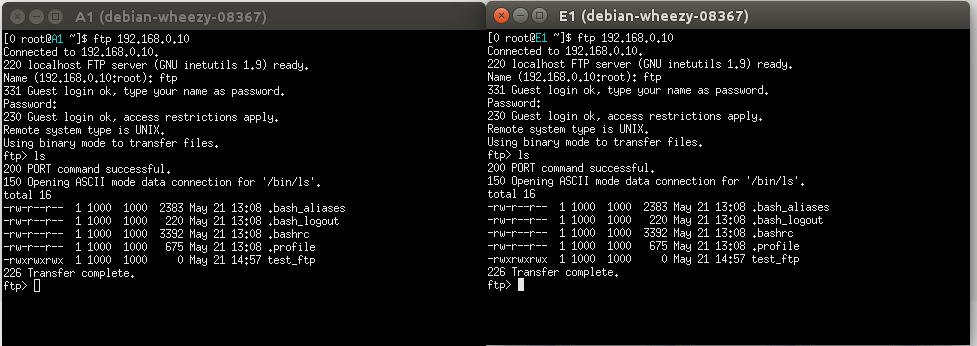 A1 (debian-wheezy-08367)
[0 root@A1 ~]$ ftp 192.168.0.10
Connected to 192.168.0.10.
220 localhost FTP server (GNU inetutils 1.9) ready.
Name (192.168.0.10:root): ftp
331 Guest login ok, type your name as password.
Password:
230 Guest login ok, access restrictions apply.
Remote system type is UNIX.
Using binary mode to transfer files.
ftp> ls
200 PORT command successful.
150 Opening ASCII mode data connection for '/bin/ls'.
total 16
-rw-r--r--  1 1000  1000  2383 May 21 13:08 .bash_aliases
-rw-r--r--  1 1000  1000   220 May 21 13:08 .bash_logout
-rw-r--r--  1 1000  1000  3392 May 21 13:08 .bashrc
-rw-r--r--  1 1000  1000   675 May 21 13:08 .profile
-rwxrwxrwx  1 1000  1000     0 May 21 14:57 test_ftp
226 Transfer complete.
ftp>
E1 (debian-wheezy-08367)
[0 root@E1 ~]$ ftp 192.168.0.10
Connected to 192.168.0.10.
220 localhost FTP server (GNU inetutils 1.9) ready.
Name (192.168.0.10:root): ftp
331 Guest login ok, type your name as password.
Password:
230 Guest login ok, access restrictions apply.
Remote system type is UNIX.
Using binary mode to transfer files.
ftp> ls
200 PORT command successful.
150 Opening ASCII mode data connection for '/bin/ls'.
total 16
-rw-r--r--  1 1000  1000  2383 May 21 13:08 .bash_aliases
-rw-r--r--  1 1000  1000   220 May 21 13:08 .bash_logout
-rw-r--r--  1 1000  1000  3392 May 21 13:08 .bashrc
-rw-r--r--  1 1000  1000   675 May 21 13:08 .profile
-rwxrwxrwx  1 1000  1000     0 May 21 14:57 test_ftp
226 Transfer complete.
ftp>